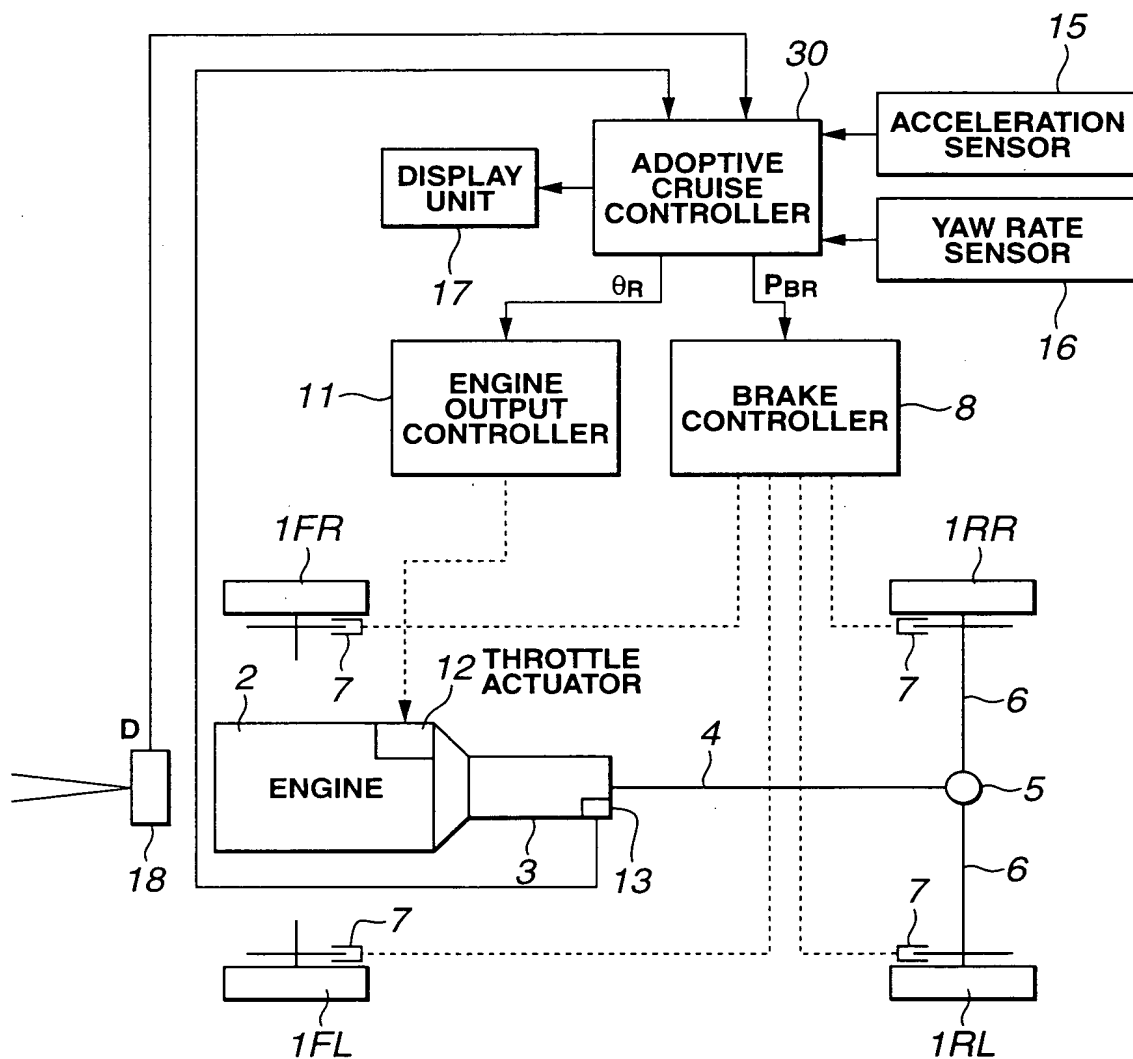 15
30
ACCELERATION
SENSOR
ADOPTIVE
CRUISE
CONTROLLER
DISPLAY
UNIT
YAW RATE
SENSOR
17
θR
PBR
16
11
ENGINE
OUTPUT
CONTROLLER
BRAKE
CONTROLLER
8
1FR
1RR
7
THROTTLE
ACTUATOR
7
2
12
6
D
4
ENGINE
5
18
3
13
6
7
7
1FL
1RL